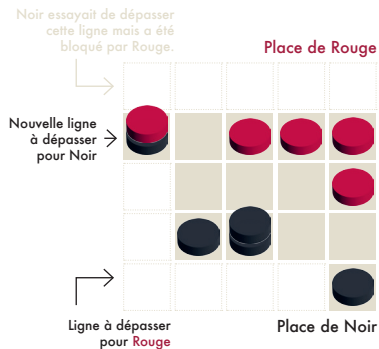 Noir essayait de dépasser
cette ligne mais a été
bloqué par Rouge.
Place de Rouge
Nouvelle ligne
à dépasser
pour Noir
Ligne à dépasser
pour Rouge
Place de Noir